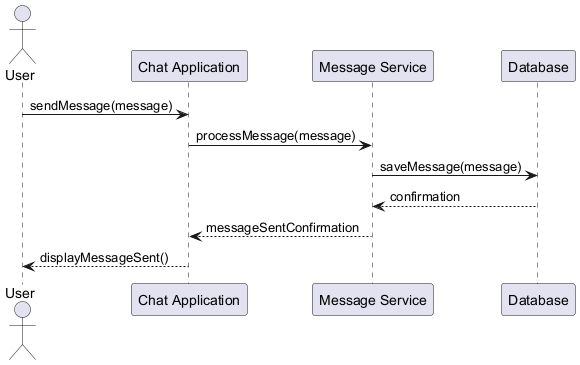 User
Chat Application
Message Service
Database
sendMessage(message)
processMessage(message)
saveMessage(message)
confirmation
messageSentConfirmation
displayMessageSent()
User
Chat Application
Message Service
Database